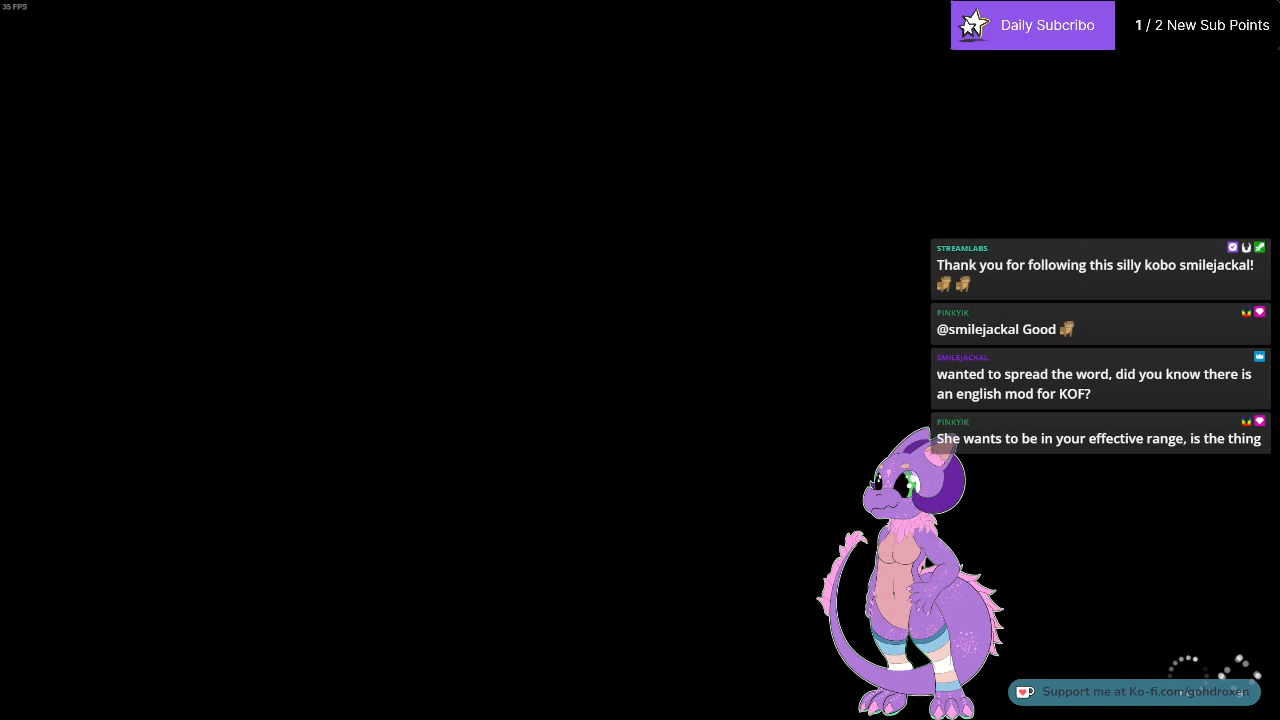 35 FPS
Daily Subcribo
1 / 2 New Sub Points
STREAMLABS
Thank you for following this silly kobo smilejackal!
PINKYIK
@smilejackal Good
SMILEJACKAL
wanted to spread the word, did you know there is
an english mod for KOF?
PINKYIK
She wants to be in your effective range, is the thing
Support me at Ko-fi.com/gohdroxen